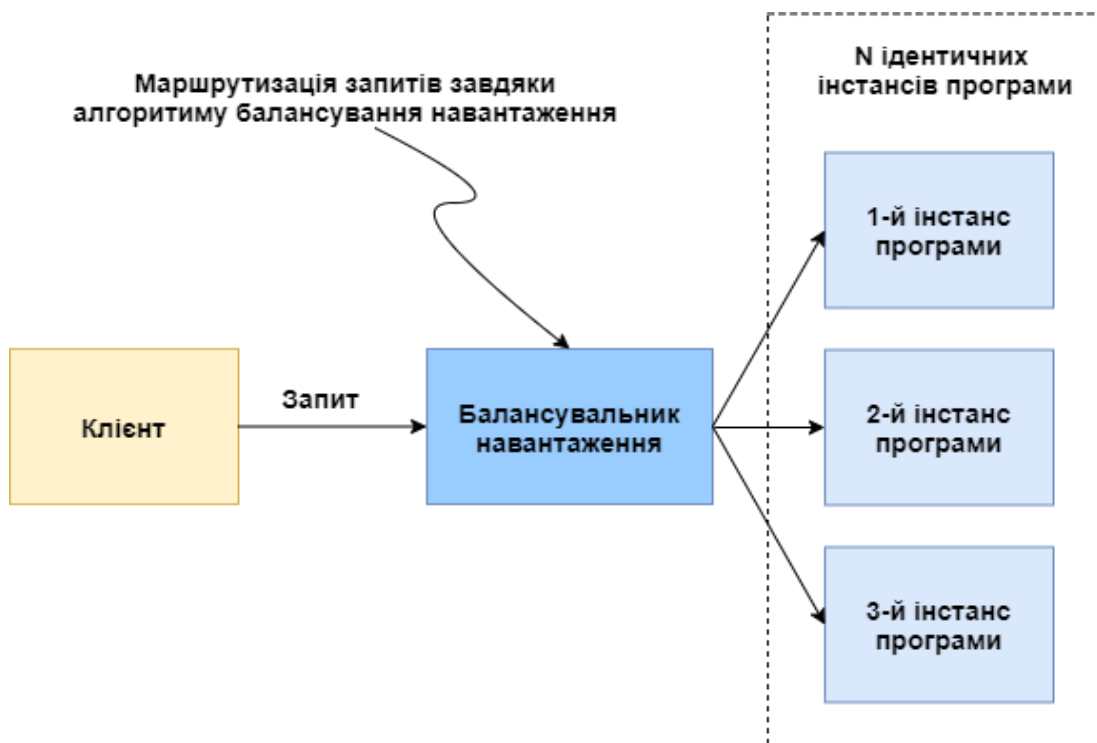 N ідентичних
інстансів програми
Маршрутизація запитів завдяки
алгоритиму балансування навантаження
1-й інстанс
програми
Клієнт
Запит
Балансувальник
навантаження
2-й інстанс
програми
3-й інстанс
програми